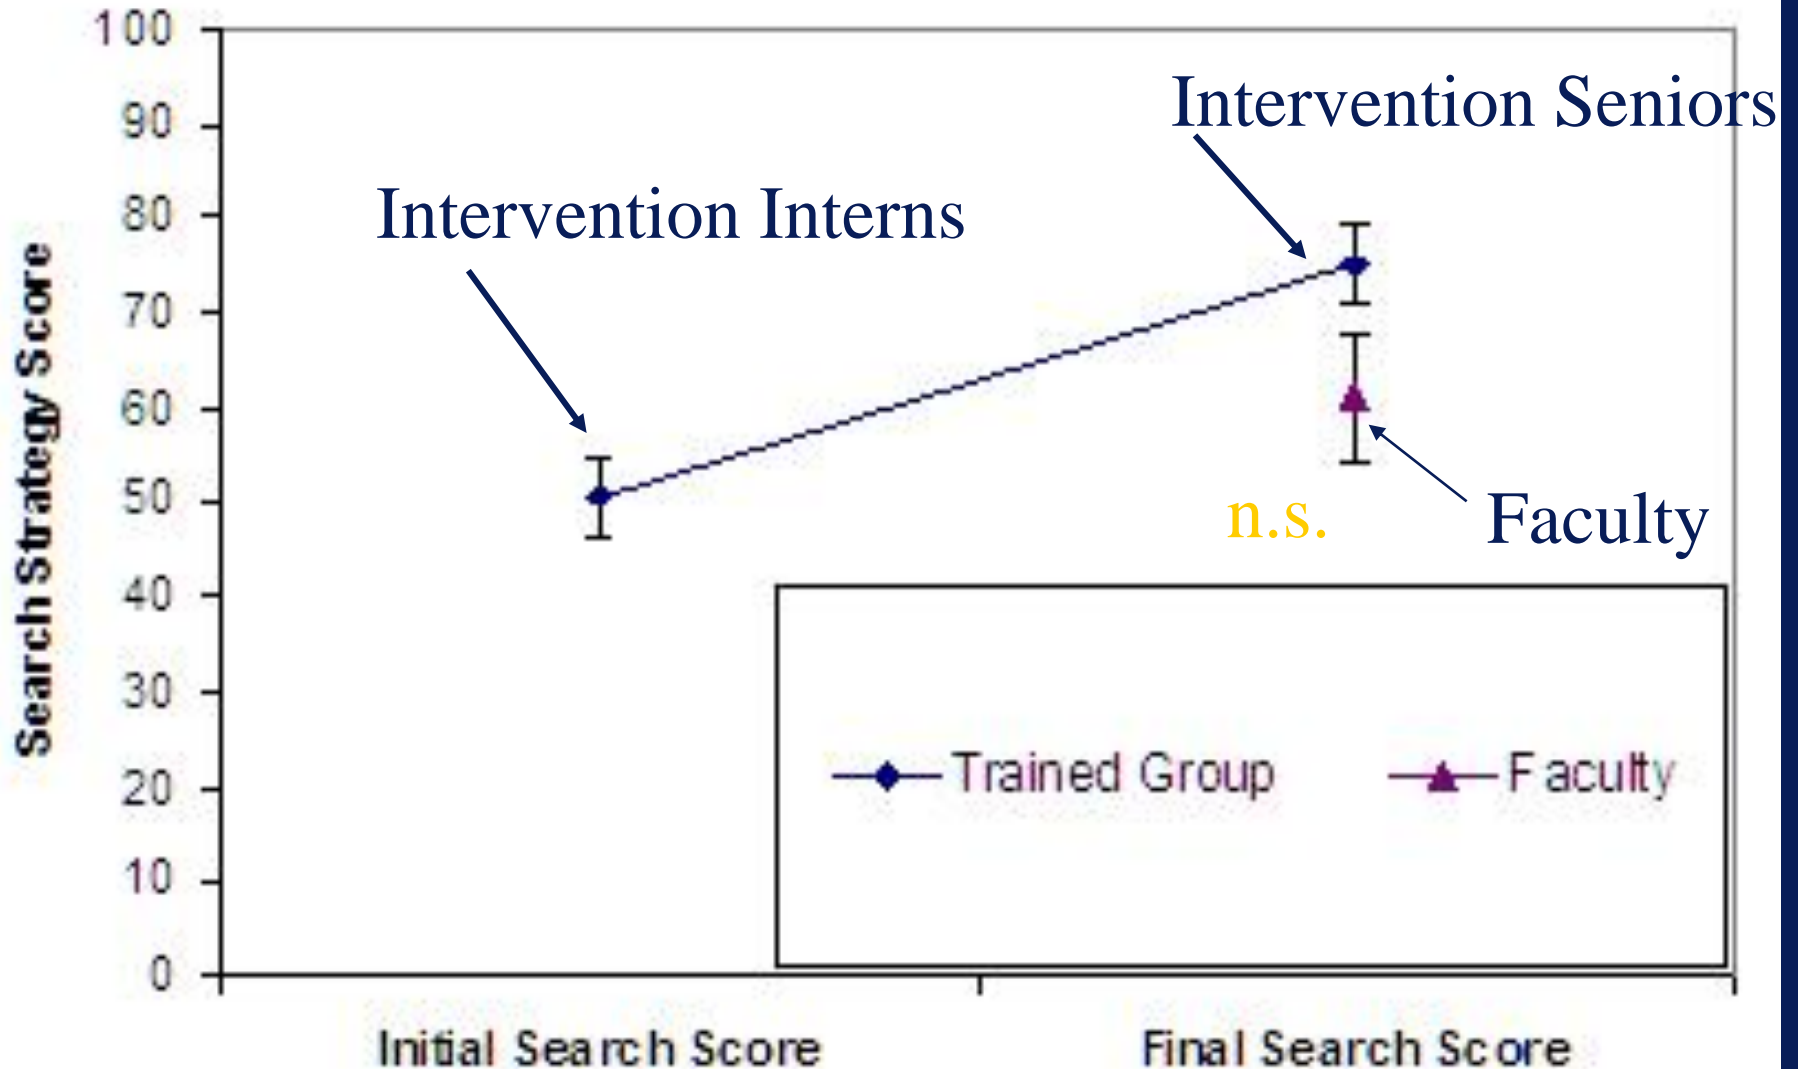 100
Intervention Seniors
90
Intervention Interns
80
70
60
50
n.s.
Faculty
40
30
20
10
0
Search Strategy Score
Trained Group
Faculty
Initial Search Score
Final Search Score